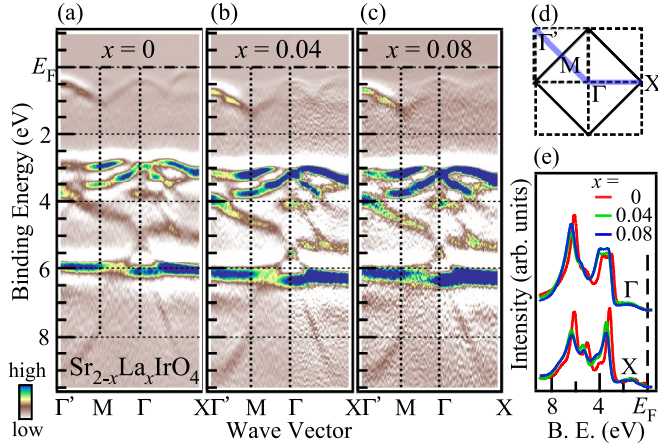 (a)
(b)
(c)
(d)
x = 0
x = 0.04
x = 0.08
E_F
2
4
6
8
Binding Energy (eV)
Sr2-xLaxIrO4
high
low
Γ' M Γ X
M Γ X
M Γ X
Wave Vector
Γ'
M
X
Γ
(e)
x =
0
0.04
0.08
Γ
X
Intensity (arb. units)
8 4 E_F
B. E. (eV)